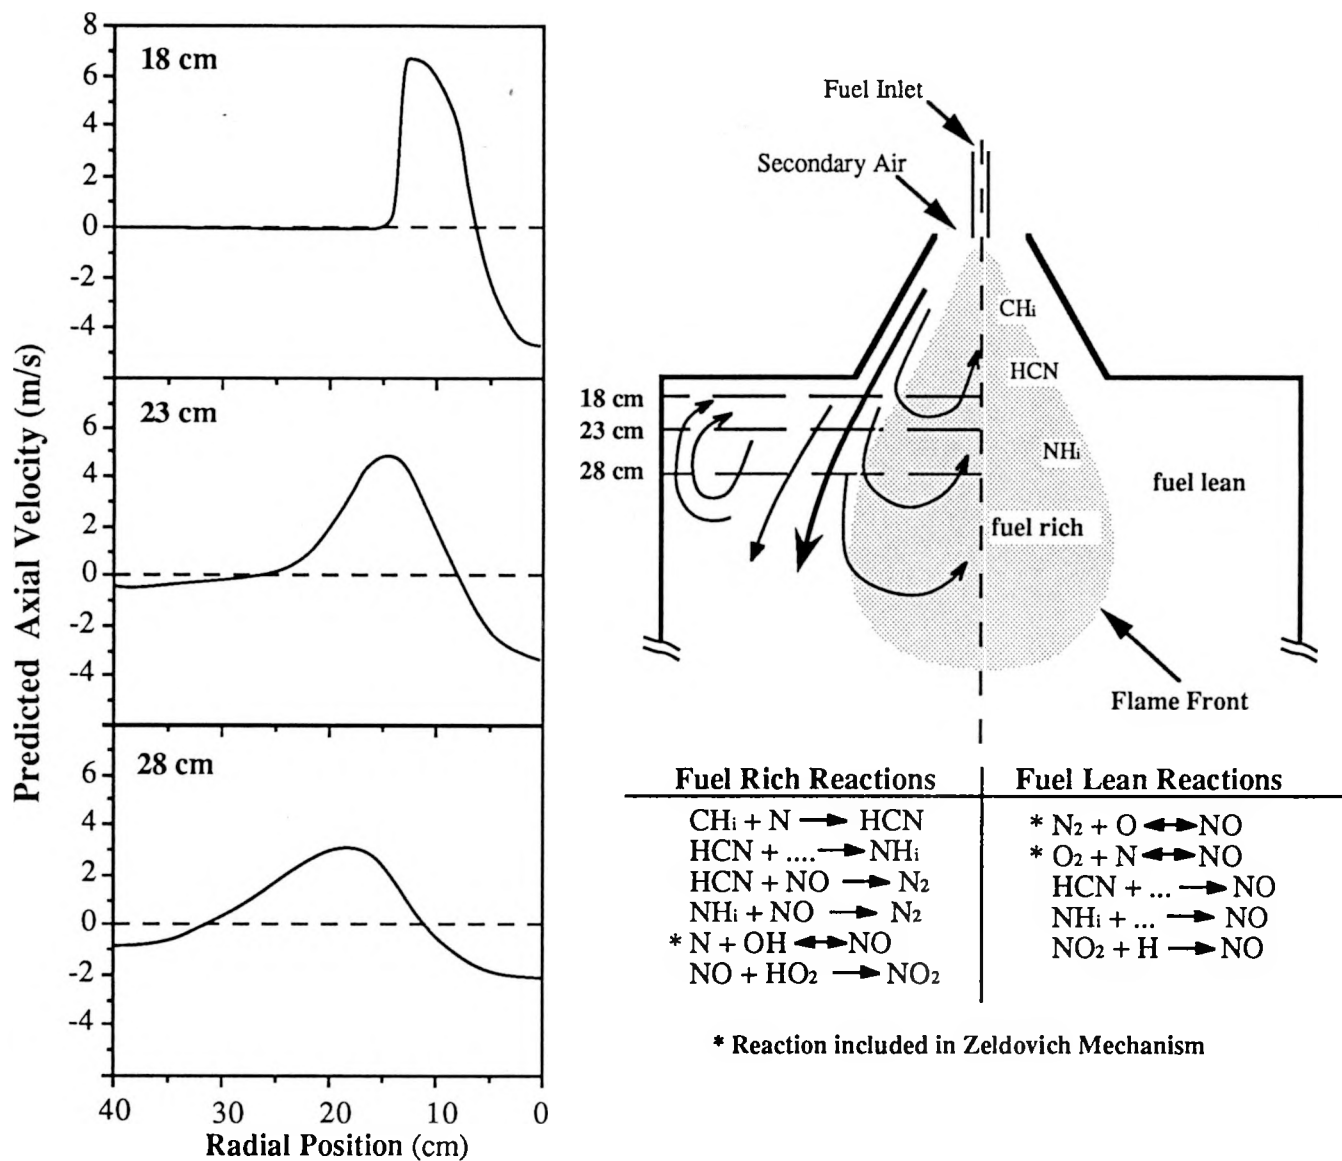 Predicted Axial Velocity (m/s)
8
6
4
2
0
-2
-4
18 cm
6
4
2
0
-2
-4
23 cm
6
4
2
0
-2
-4
28 cm
40 30 20 10 0
Radial Position (cm)
Fuel Inlet
Secondary Air
CHi
HCN
NHi
18 cm
23 cm
28 cm
fuel rich
fuel lean
Flame Front
Fuel Rich Reactions
CHi + N → HCN
HCN + .... → NHi
HCN + NO → N2
NHi + NO → N2
* N + OH ↔ NO
NO + HO2 → NO2
Fuel Lean Reactions
* N2 + O ↔ NO
* O2 + N ↔ NO
HCN + ... → NO
NHi + ... → NO
NO2 + H → NO
* Reaction included in Zeldovich Mechanism